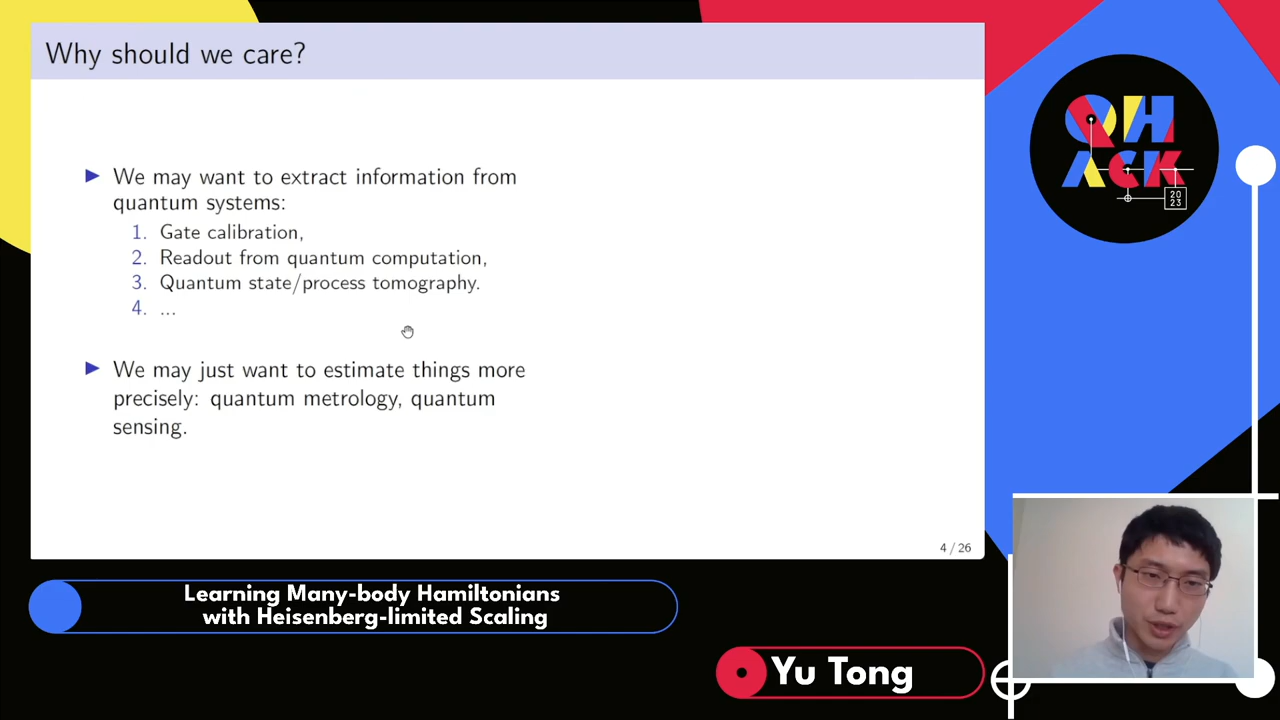 Why should we care?
▶ We may want to extract information from
quantum systems:
1. Gate calibration,
2. Readout from quantum computation,
3. Quantum state/process tomography.
4. ...
▶ We may just want to estimate things more
precisely: quantum metrology, quantum
sensing.
4 / 26
QH
ACK
20
23
Learning Many-body Hamiltonians
with Heisenberg-limited Scaling
Yu Tong